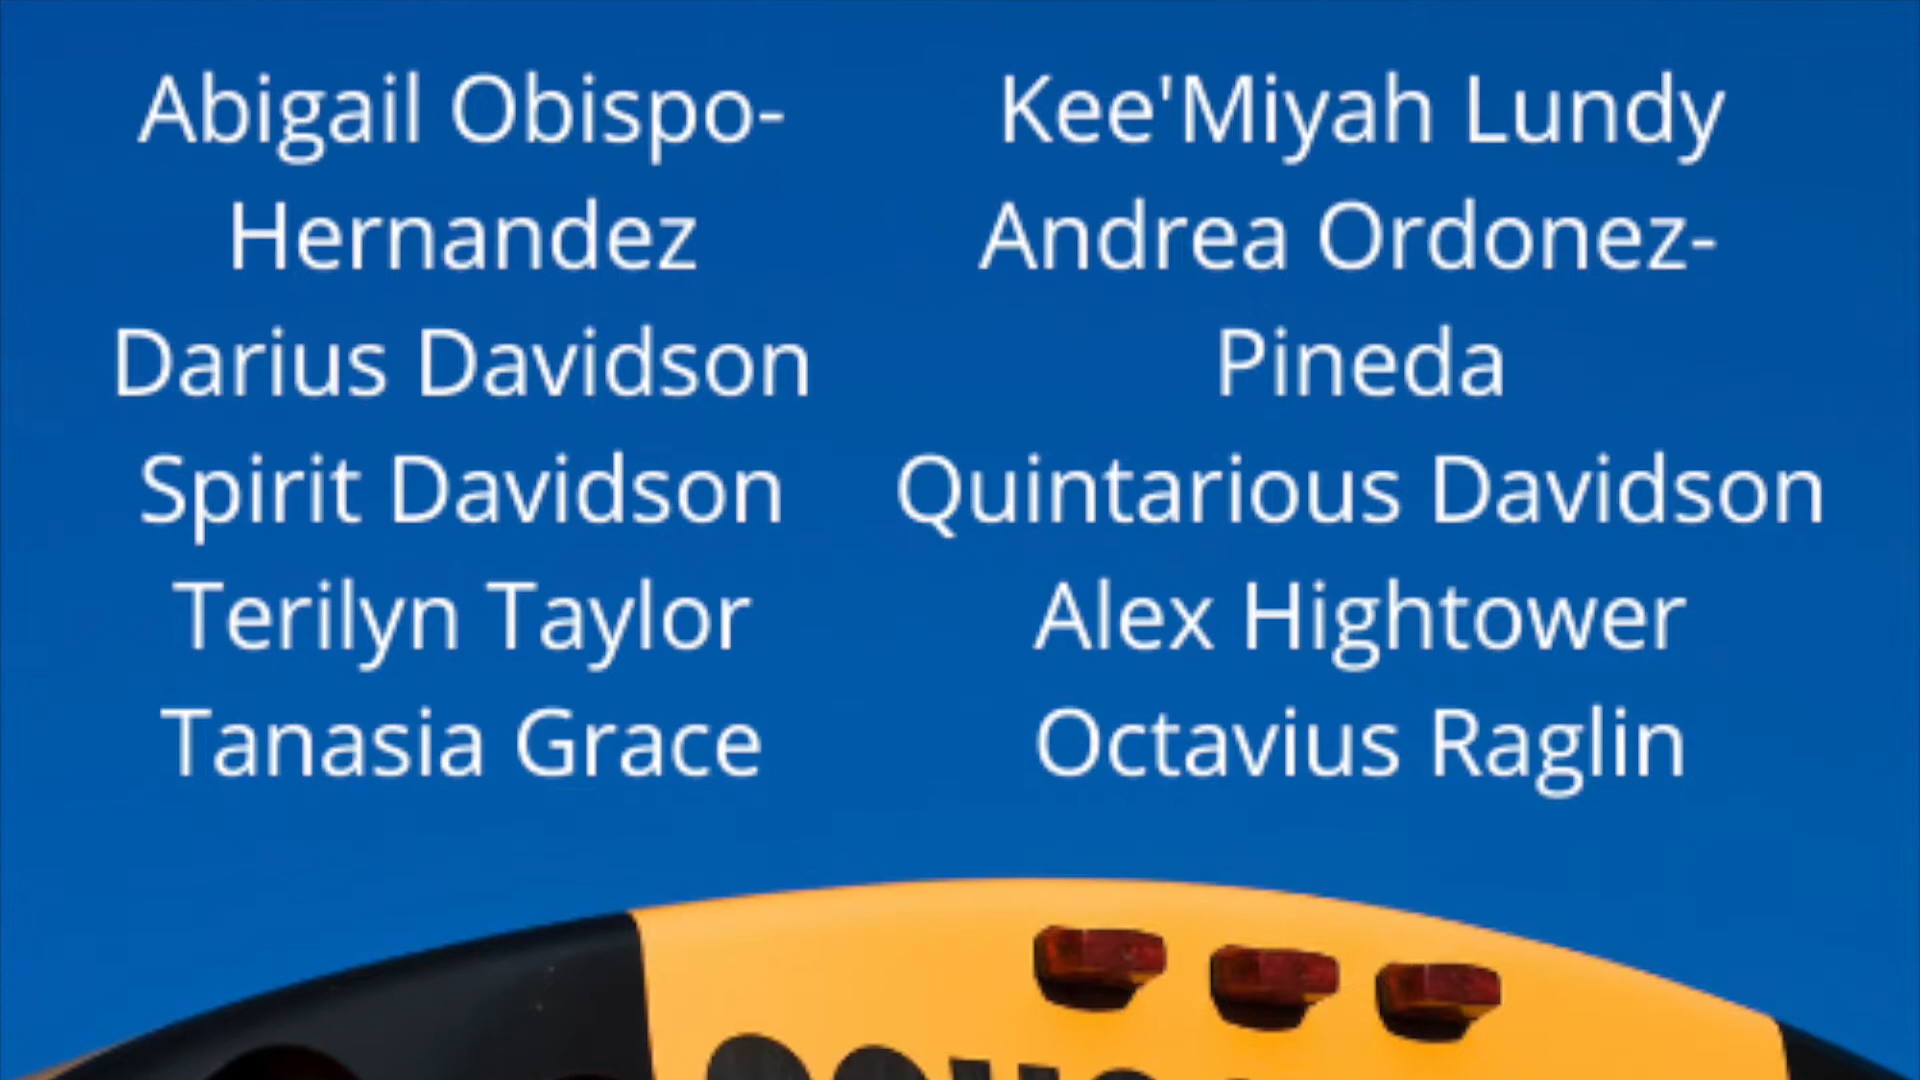 Abigail Obispo-
Hernandez
Darius Davidson
Spirit Davidson
Terilyn Taylor
Tanasia Grace
Kee'Miyah Lundy
Andrea Ordonez-
Pineda
Quintarious Davidson
Alex Hightower
Octavius Raglin